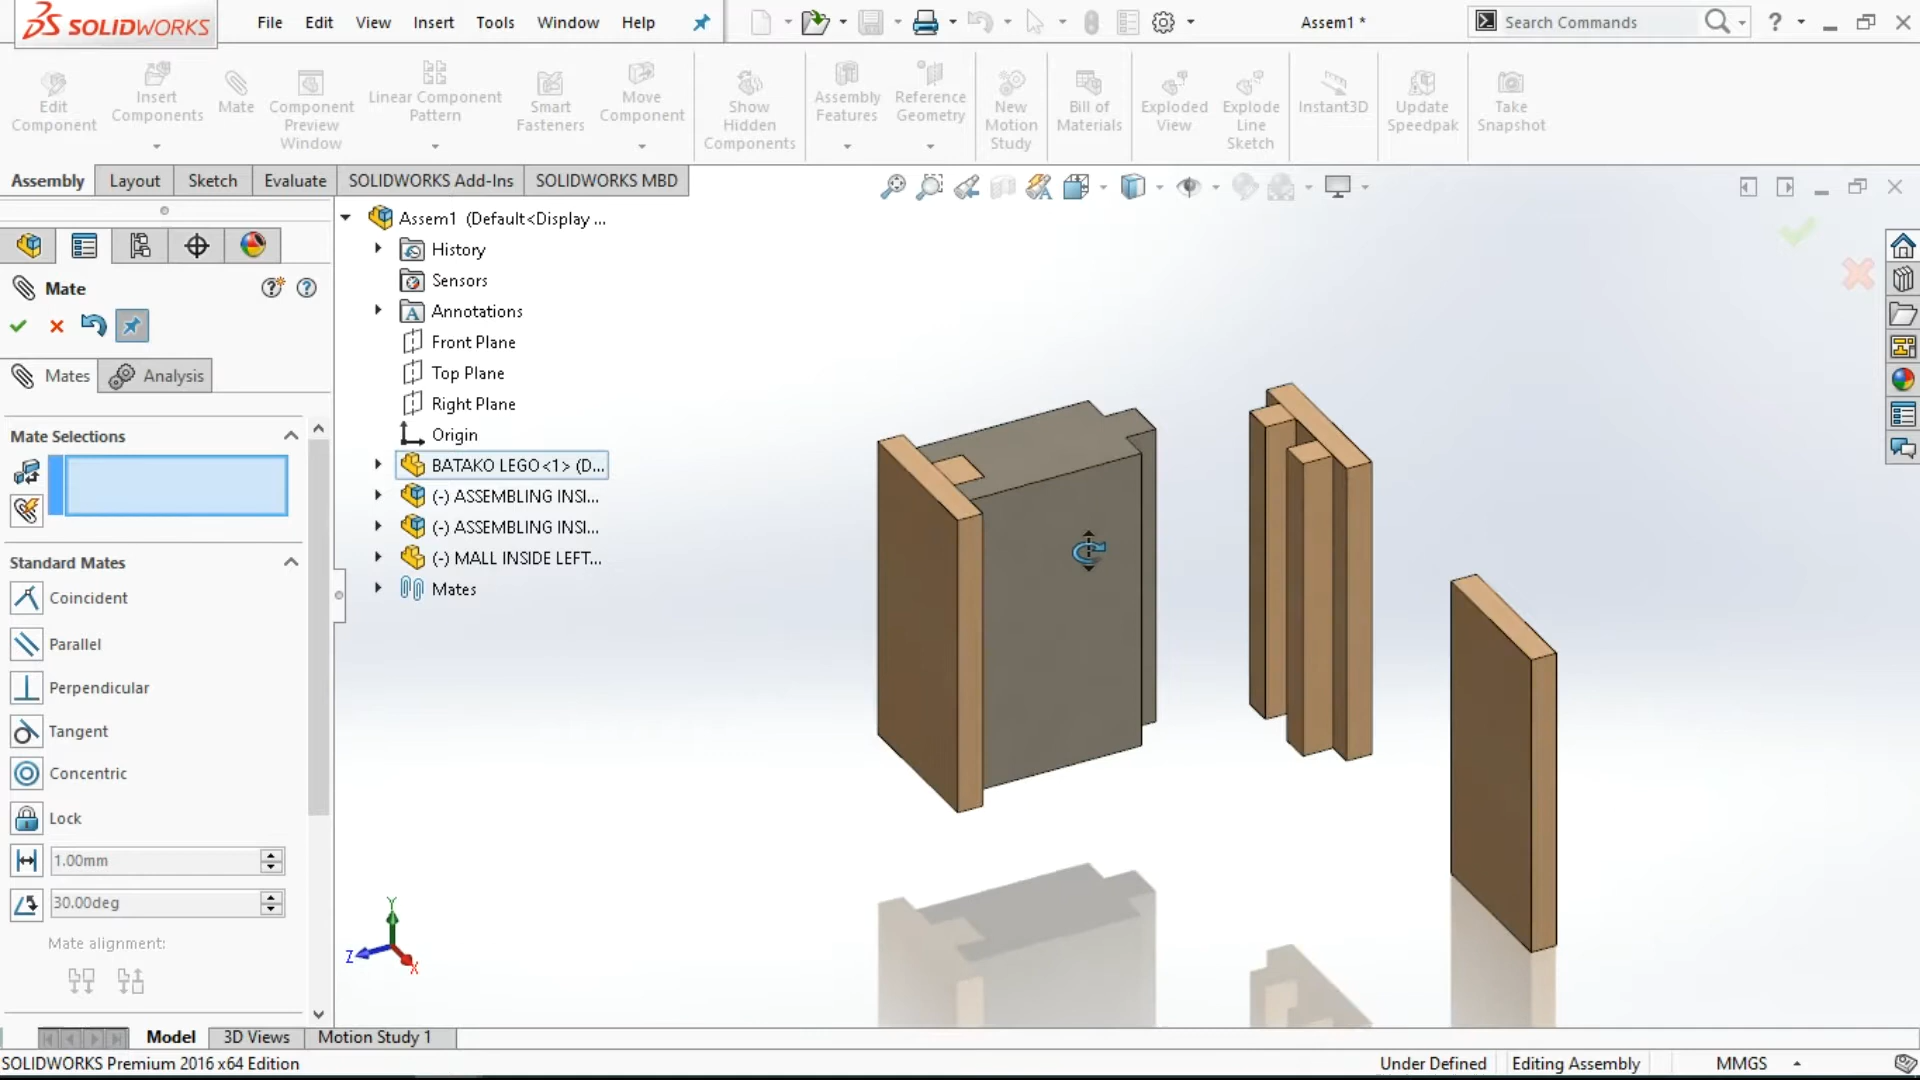 SOLIDWORKS
File Edit View Insert Tools Window Help
Assem1 *
Search Commands
Edit Component
Insert Components
Mate
Component Preview Window
Linear Component Pattern
Smart Fasteners
Move Component
Show Hidden Components
Assembly Features
Reference Geometry
New Motion Study
Bill of Materials
Exploded View
Explode Line Sketch
Instant3D
Update Speedpak
Take Snapshot
Assembly Layout Sketch Evaluate SOLIDWORKS Add-Ins SOLIDWORKS MBD
Assem1 (Default<Display ...
History
Sensors
Annotations
Front Plane
Top Plane
Right Plane
Origin
BATAKO LEGO<1> (D...
(-) ASSEMBLING INSI...
(-) ASSEMBLING INSI...
(-) MALL INSIDE LEFT...
Mates
Mate
Mates Analysis
Mate Selections
Standard Mates
Coincident
Parallel
Perpendicular
Tangent
Concentric
Lock
1.00mm
30.00deg
Mate alignment:
Y
Z
X
Model 3D Views Motion Study 1
SOLIDWORKS Premium 2016 x64 Edition
Under Defined Editing Assembly MMGS